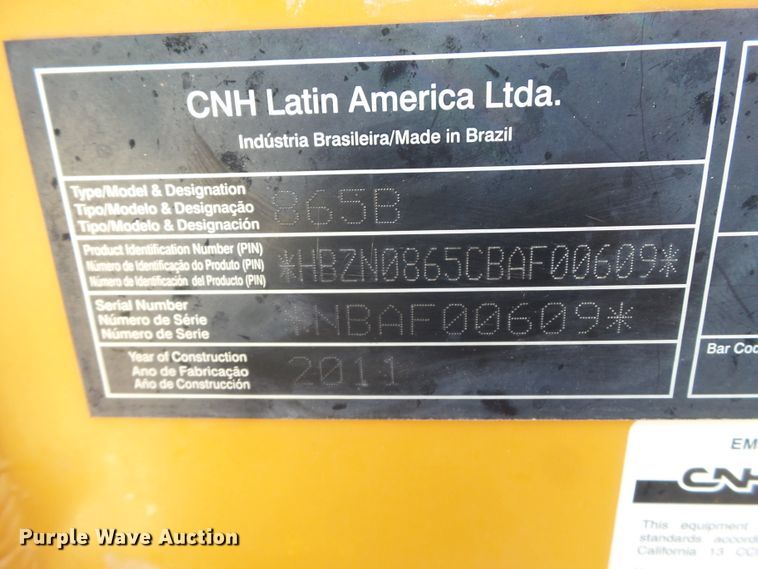 CNH Latin America Ltda.
Indústria Brasileira/Made in Brazil
Type/Model & Designation
Tipo/Modelo & Designação
Tipo/Modelo & Designación
865B
Product Identification Number (PIN)
Número de Identificação do Produto (PIN)
Número de Identificación del Producto (PIN)
*HBZN0865CBAF00609*
Serial Number
Número de Série
Número de Serie
*NBAF00609*
Year of Construction
Ano de Fabricação
Año de Construcción
2011
Bar Cod
EM
CNH
This equipment
standards accordi
California 13 CC
Purple Wave Auction